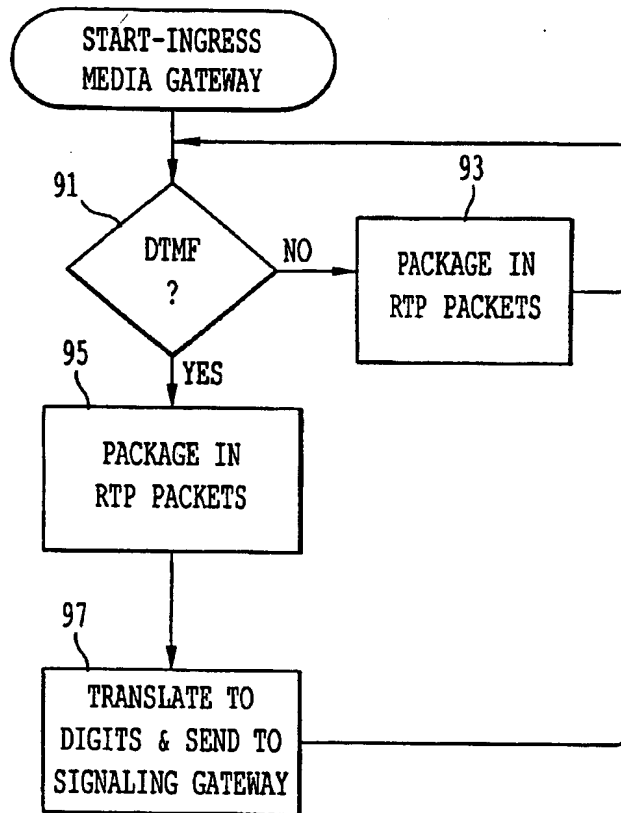 START-INGRESS
MEDIA GATEWAY
91
DTMF
?
NO
93
PACKAGE IN
RTP PACKETS
YES
95
PACKAGE IN
RTP PACKETS
97
TRANSLATE TO
DIGITS & SEND TO
SIGNALING GATEWAY